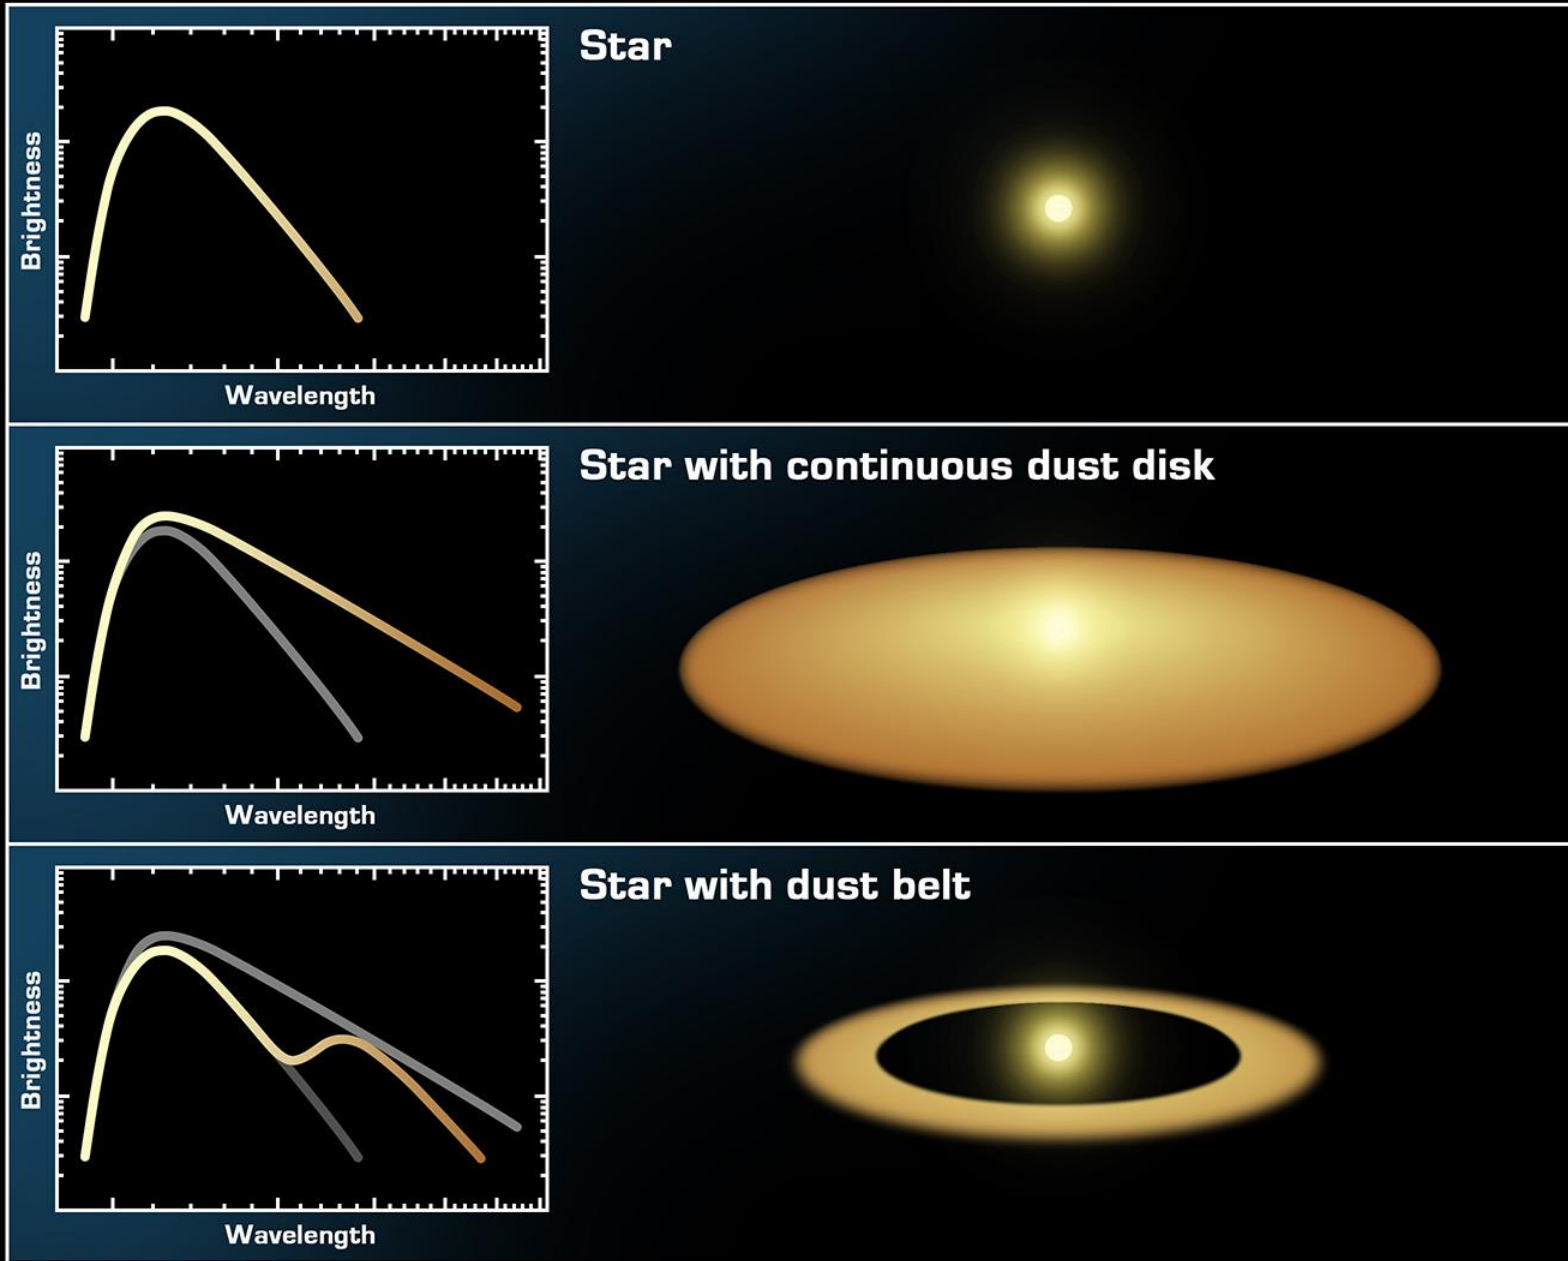 Star
Brightness
Wavelength
Star with continuous dust disk
Brightness
Wavelength
Star with dust belt
Brightness
Wavelength